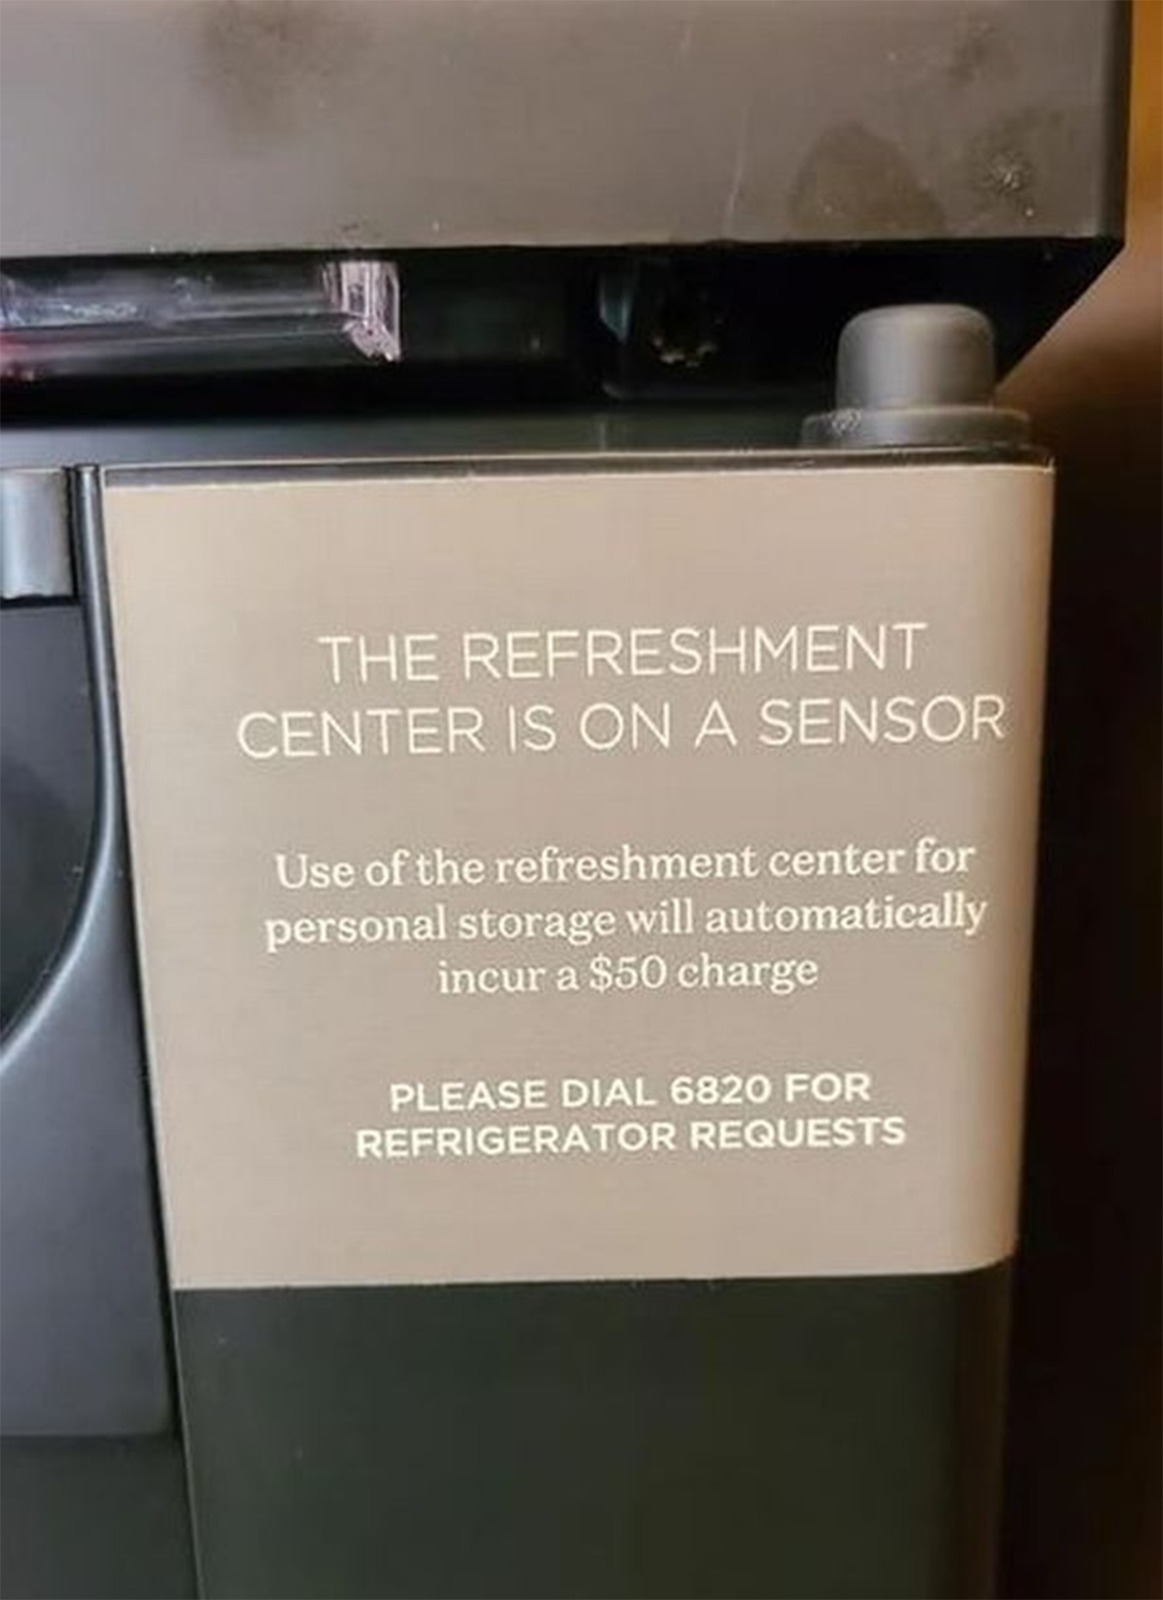 THE REFRESHMENT
CENTER IS ON A SENSOR
Use of the refreshment center for
personal storage will automatically
incur a $50 charge
PLEASE DIAL 6820 FOR
REFRIGERATOR REQUESTS